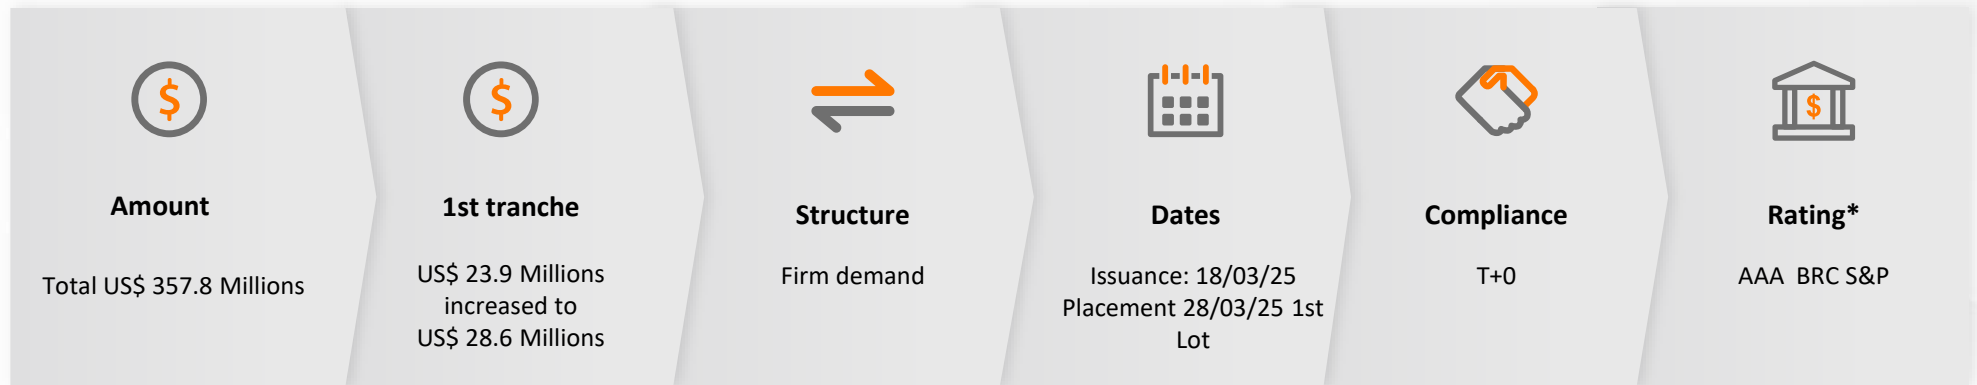 $
Amount
Total US$ 357.8 Millions
$
1st tranche
US$ 23.9 Millions
increased to
US$ 28.6 Millions
Structure
Firm demand
Dates
Issuance: 18/03/25
Placement 28/03/25 1st
Lot
Compliance
T+0
$
Rating*
AAA  BRC S&P